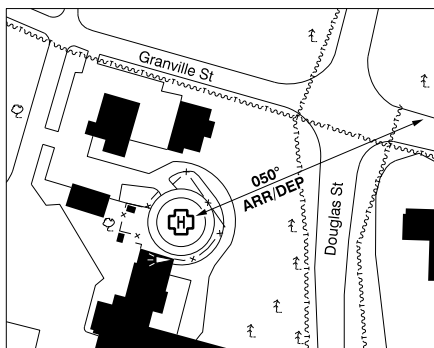 Granville St
050°
ARR/DEP
H
Douglas St